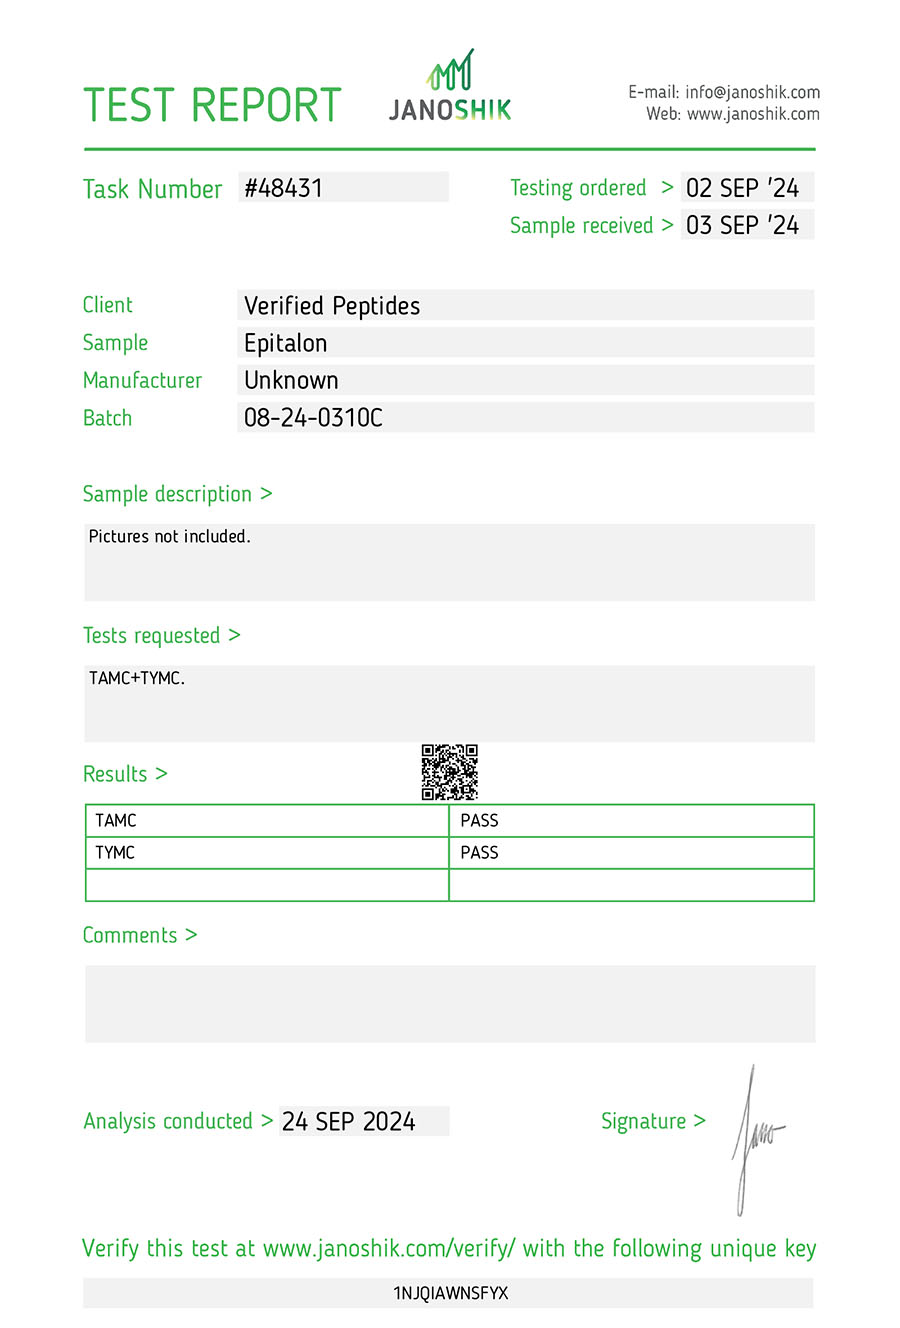 TEST REPORT
JANOSHIK
E-mail: info@janoshik.com
Web: www.janoshik.com
Task Number #48431
Testing ordered > 02 SEP '24
Sample received > 03 SEP '24
Client Verified Peptides
Sample Epitalon
Manufacturer Unknown
Batch 08-24-0310C
Sample description >
Pictures not included.
Tests requested >
TAMC+TYMC.
Results >
TAMC PASS
TYMC PASS
Comments >
Analysis conducted > 24 SEP 2024
Signature > Jano
Verify this test at www.janoshik.com/verify/ with the following unique key
1NJQIAWNSFYX